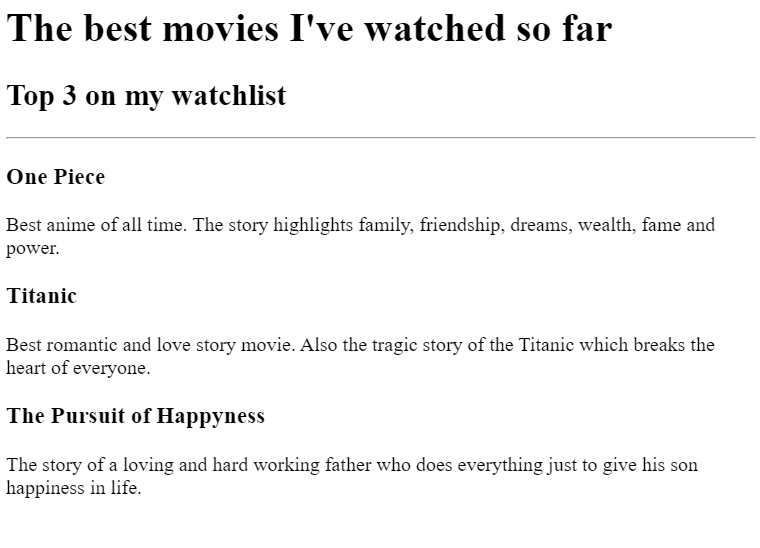 The best movies I've watched so far
Top 3 on my watchlist
One Piece
Best anime of all time. The story highlights family, friendship, dreams, wealth, fame and
power.
Titanic
Best romantic and love story movie. Also the tragic story of the Titanic which breaks the
heart of everyone.
The Pursuit of Happyness
The story of a loving and hard working father who does everything just to give his son
happiness in life.